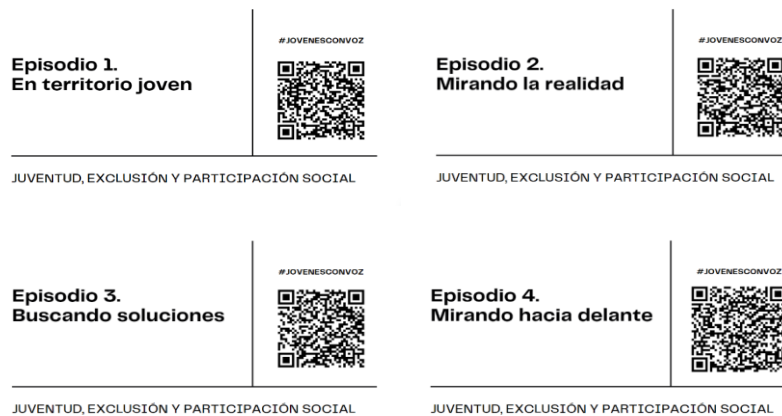 #JOVENESCONVOZ
Episodio 1.
En territorio joven
JUVENTUD, EXCLUSIÓN Y PARTICIPACIÓN SOCIAL
#JOVENESCONVOZ
Episodio 2.
Mirando la realidad
JUVENTUD, EXCLUSIÓN Y PARTICIPACIÓN SOCIAL
#JOVENESCONVOZ
Episodio 3.
Buscando soluciones
JUVENTUD, EXCLUSIÓN Y PARTICIPACIÓN SOCIAL
#JOVENESCONVOZ
Episodio 4.
Mirando hacia delante
JUVENTUD, EXCLUSIÓN Y PARTICIPACIÓN SOCIAL